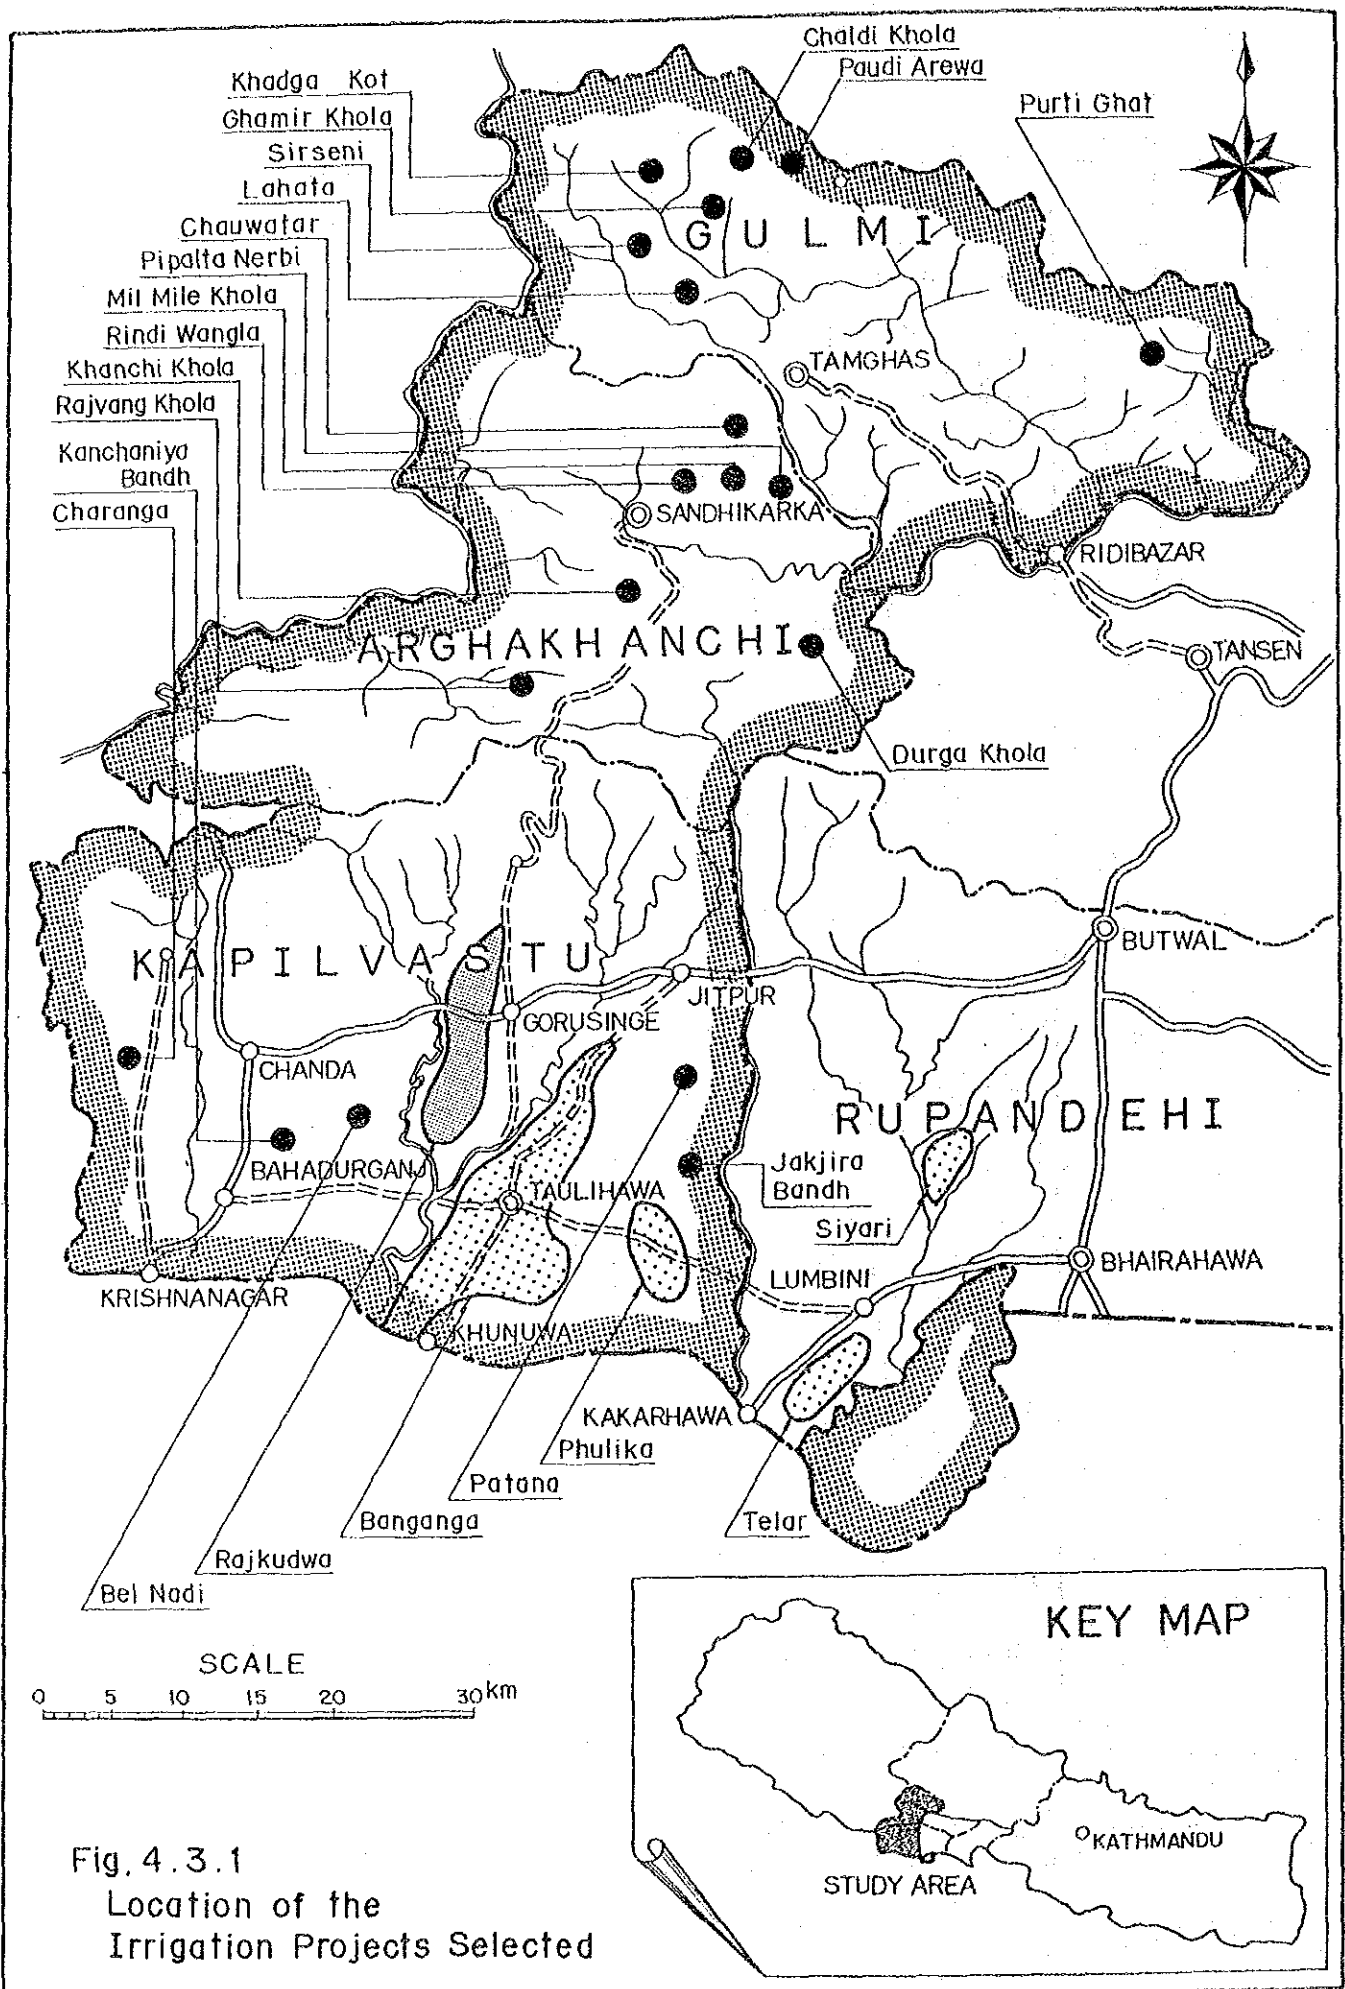 Chaldi Khola
Paudi Arewa
Purti Ghat
Khadga Kot
Ghamir Khola
Sirseni
Lahata
Chauwatar
Pipalta Nerbi
Mil Mile Khola
Rindi Wangla
Khanchi Khola
Rajvang Khola
Kanchaniya
Bandh
Charanga
GULMI
TAMGHAS
SANDHIKARKA
RIDIBAZAR
ARGHAKHANCHI
TANSEN
Durga Khola
BUTWAL
KAPILVASTU
JITPUR
GORUSINGE
CHANDA
RUPANDEHI
BAHADURGANJ
TAULIHAWA
Jakjira
Bandh
Siyari
BHAIRAHAWA
LUMBINI
KRISHNANAGAR
KHUNUWA
KAKARHAWA
Phulika
Patana
Banganga
Telar
Rajkudwa
Bel Nadi
SCALE
0 5 10 15 20 30 km
KEY MAP
KATHMANDU
STUDY AREA
Fig. 4.3.1
Location of the
Irrigation Projects Selected